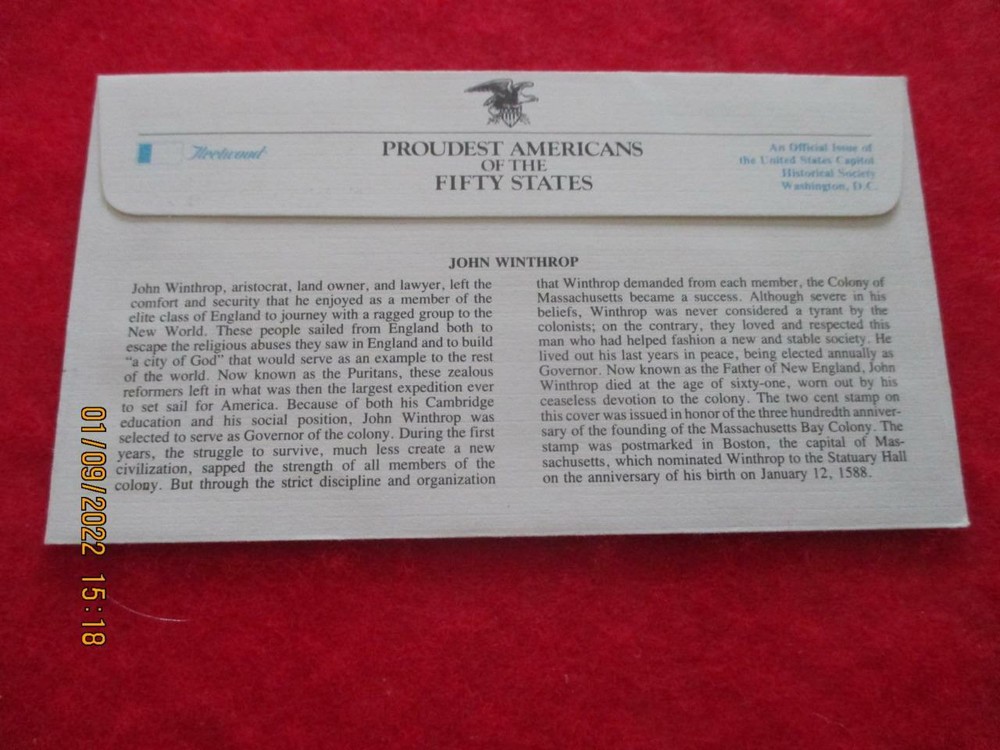 Fleetwood
PROUDEST AMERICANS
OF THE
FIFTY STATES
An Official Issue of
the United States Capitol
Historical Society
Washington, D.C.
JOHN WINTHROP
John Winthrop, aristocrat, land owner, and lawyer, left the
comfort and security that he enjoyed as a member of the
elite class of England to journey with a ragged group to the
New World. These people sailed from England both to
escape the religious abuses they saw in England and to build
“a city of God” that would serve as an example to the rest
of the world. Now known as the Puritans, these zealous
reformers left in what was then the largest expedition ever
to set sail for America. Because of both his Cambridge
education and his social position, John Winthrop was
selected to serve as Governor of the colony. During the first
years, the struggle to survive, much less create a new
civilization, sapped the strength of all members of the
colony. But through the strict discipline and organization
that Winthrop demanded from each member, the Colony of
Massachusetts became a success. Although severe in his
beliefs, Winthrop was never considered a tyrant by the
colonists; on the contrary, they loved and respected this
man who had helped fashion a new and stable society. He
lived out his last years in peace, being elected annually as
Governor. Now known as the Father of New England, John
Winthrop died at the age of sixty-one, worn out by his
ceaseless devotion to the colony. The two cent stamp on
this cover was issued in honor of the three hundredth anniver-
sary of the founding of the Massachusetts Bay Colony. The
stamp was postmarked in Boston, the capital of Mas-
sachusetts, which nominated Winthrop to the Statuary Hall
on the anniversary of his birth on January 12, 1588.
01/09/2022 15:18